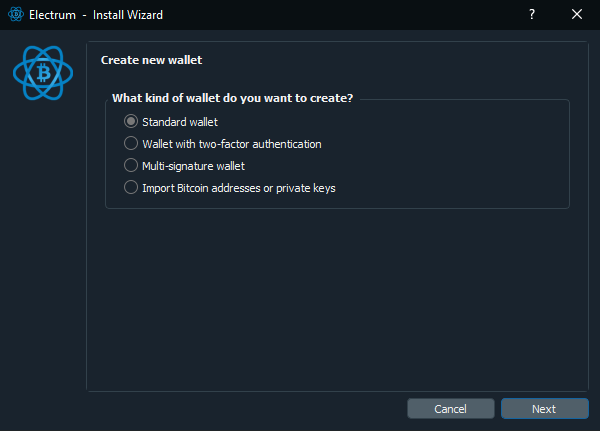 Electrum - Install Wizard
?
Create new wallet
What kind of wallet do you want to create?
Standard wallet
Wallet with two-factor authentication
Multi-signature wallet
Import Bitcoin addresses or private keys
Cancel
Next